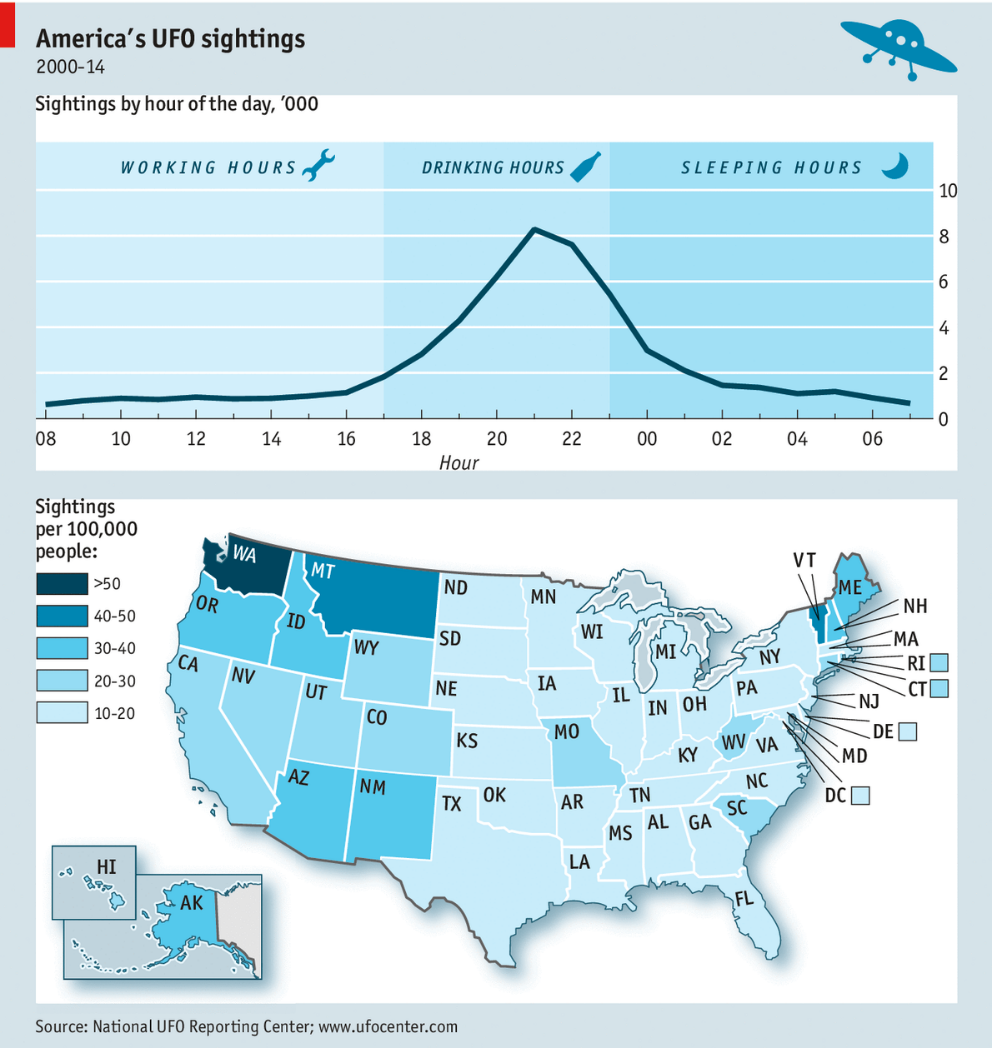 America's UFO sightings
2000-14
Sightings by hour of the day, '000
WORKING HOURS DRINKING HOURS SLEEPING HOURS
10
8
6
4
2
0
08 10 12 14 16 18 20 22 00 02 04 06
Hour
Sightings
per 100,000
people:
>50
40-50
30-40
20-30
10-20
WA
MT
ND
MN
VT
ME
OR
ID
NH
SD
WI
MA
WY
MI
NY
RI
CA
NV
CT
UT
NE
IA
PA
NJ
IL
IN
OH
CO
DE
KS
MO
WV
VA
MD
KY
AZ
NM
NC
DC
TX
OK
AR
TN
SC
MS
AL
GA
LA
HI
AK
FL
Source: National UFO Reporting Center; www.ufocenter.com